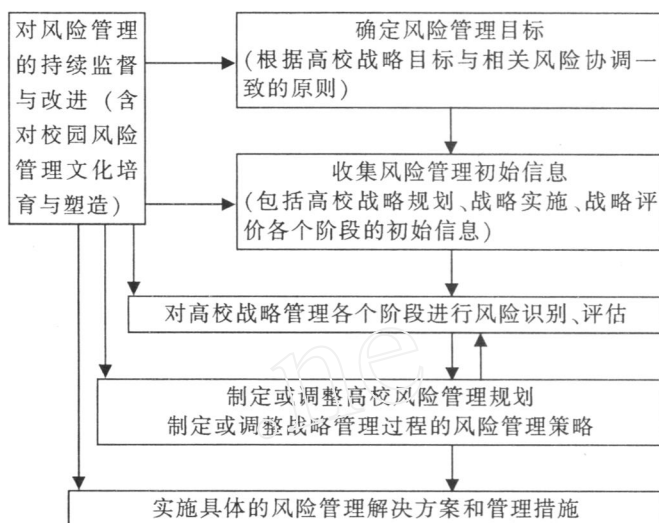 对风险管理
的持续监督
与改进(含
对校园风险
管理文化培
育与塑造)
确定风险管理目标
(根据高校战略目标与相关风险协调一
致的原则)
收集风险管理初始信息
(包括高校战略规划、战略实施、战略评
价各个阶段的初始信息)
对高校战略管理各个阶段进行风险识别、评估
制定或调整高校风险管理规划
制定或调整战略管理过程的风险管理策略
实施具体的风险管理解决方案和管理措施